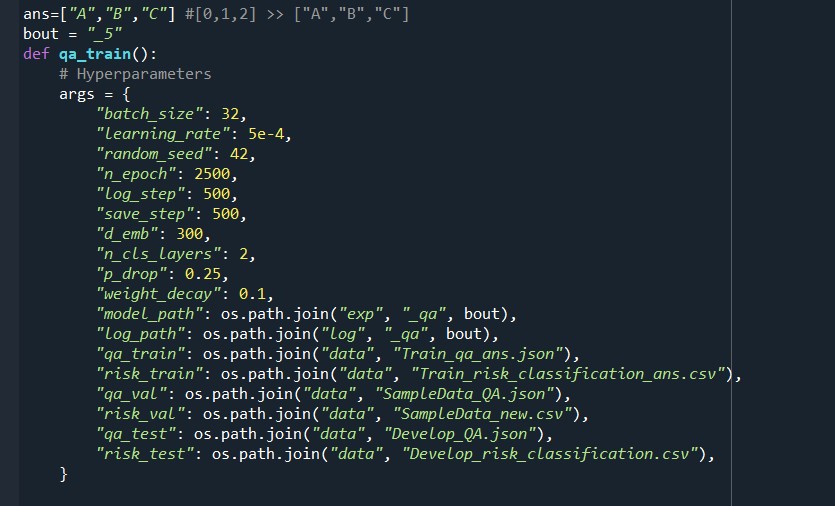 ans=["A","B","C"] #[0,1,2] >> ["A","B","C"]
bout = "_5"
def qa_train():
    # Hyperparameters
    args = {
        "batch_size": 32,
        "learning_rate": 5e-4,
        "random_seed": 42,
        "n_epoch": 2500,
        "log_step": 500,
        "save_step": 500,
        "d_emb": 300,
        "n_cls_layers": 2,
        "p_drop": 0.25,
        "weight_decay": 0.1,
        "model_path": os.path.join("exp", "_qa", bout),
        "log_path": os.path.join("log", "_qa", bout),
        "qa_train": os.path.join("data", "Train_qa_ans.json"),
        "risk_train": os.path.join("data", "Train_risk_classification_ans.csv"),
        "qa_val": os.path.join("data", "SampleData_QA.json"),
        "risk_val": os.path.join("data", "SampleData_new.csv"),
        "qa_test": os.path.join("data", "Develop_QA.json"),
        "risk_test": os.path.join("data", "Develop_risk_classification.csv"),
    }